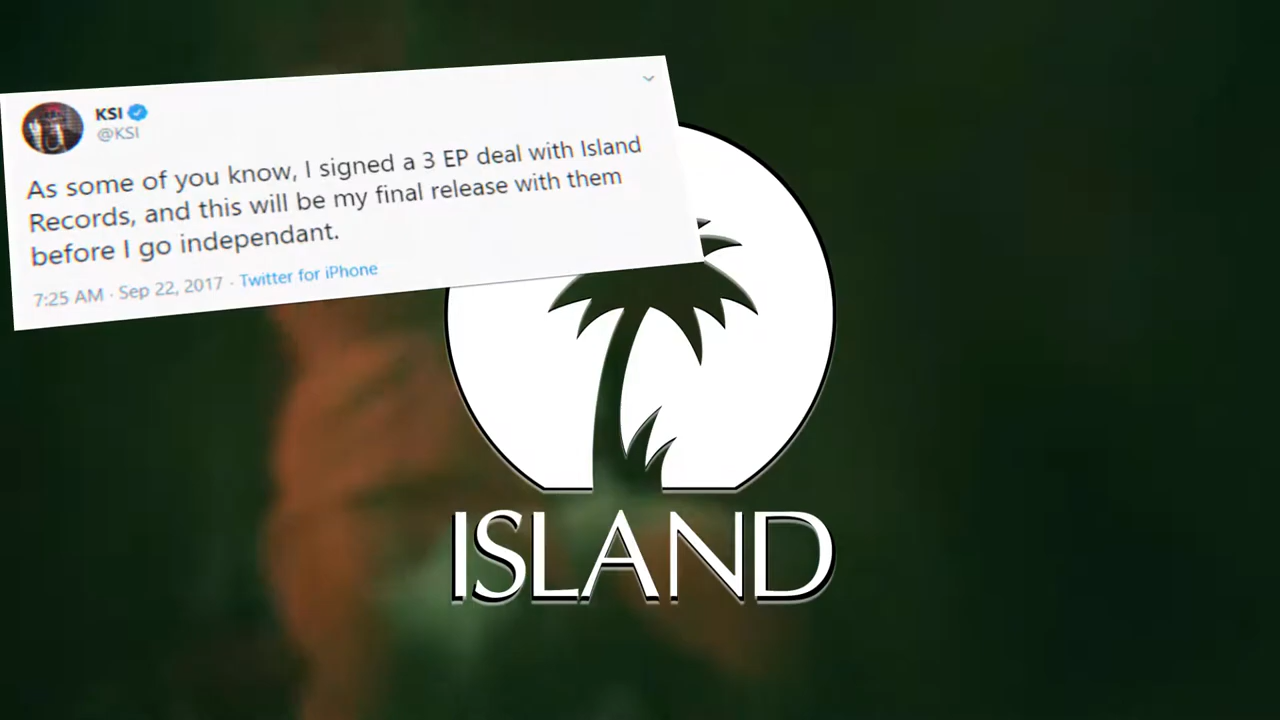 KSI
@KSI
As some of you know, I signed a 3 EP deal with Island
Records, and this will be my final release with them
before I go independant.
7:25 AM · Sep 22, 2017 · Twitter for iPhone
ISLAND